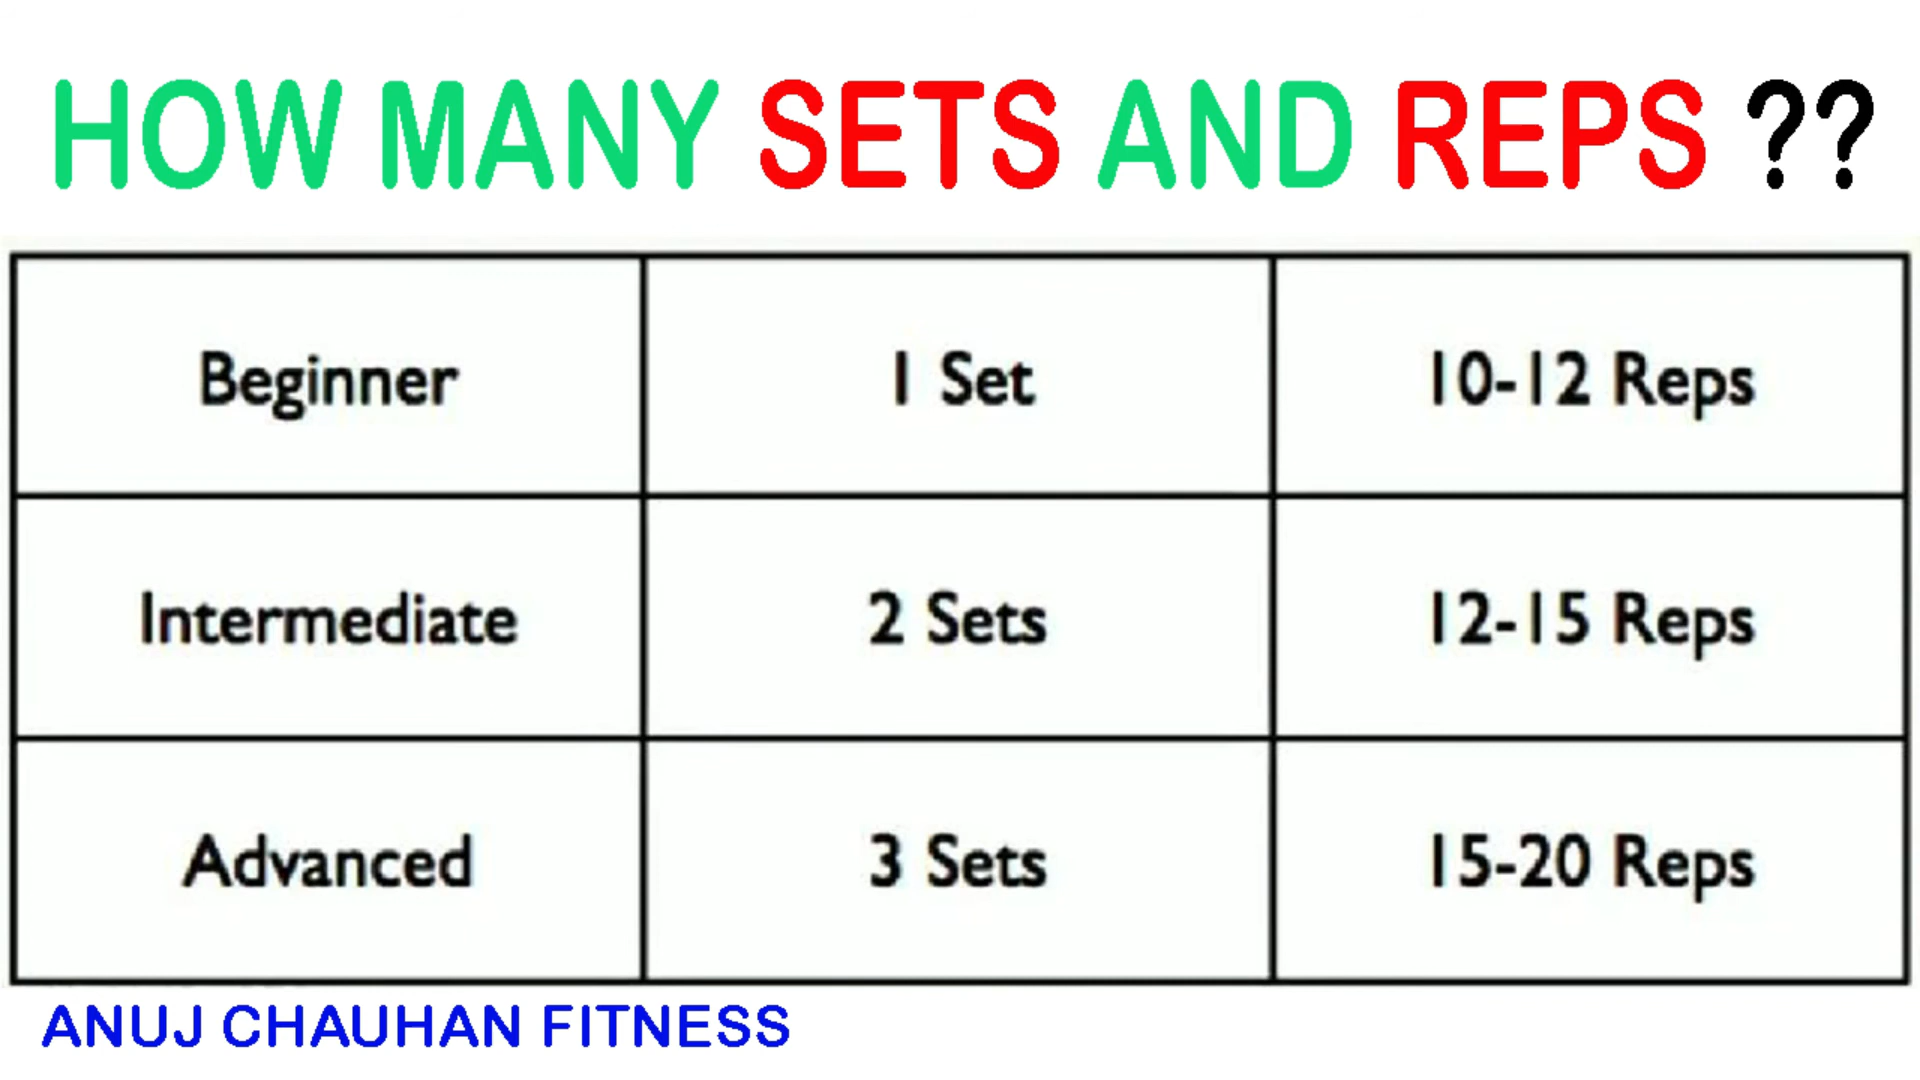 HOW MANY SETS AND REPS ??
Beginner 1 Set 10-12 Reps
Intermediate 2 Sets 12-15 Reps
Advanced 3 Sets 15-20 Reps
ANUJ CHAUHAN FITNESS